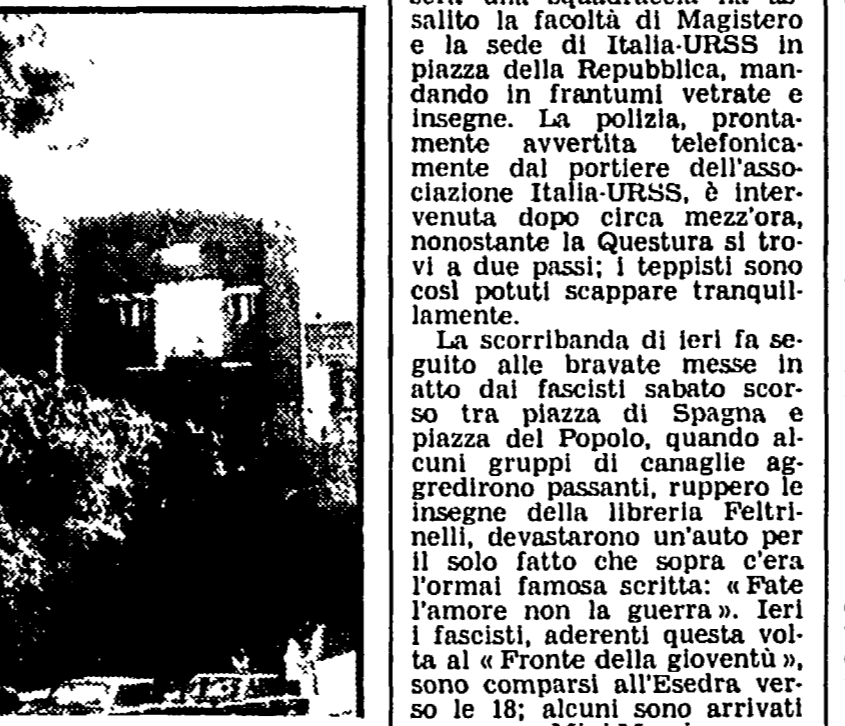 salito la facoltà di Magistero
e la sede di Italia-URSS in
piazza della Repubblica, man-
dando in frantumi vetrate e
insegne. La polizia, pronta-
mente avvertita telefonica-
mente dal portiere dell'asso-
ciazione Italia-URSS, è inter-
venuta dopo circa mezz'ora,
nonostante la Questura si tro-
vi a due passi; i teppisti sono
così potuti scappare tranquil-
lamente.
La scorribanda di ieri fa se-
guito alle bravate messe in
atto dai fascisti sabato scor-
so tra piazza di Spagna e
piazza del Popolo, quando al-
cuni gruppi di canaglie ag-
gredirono passanti, ruppero le
insegne della libreria Feltri-
nelli, devastarono un'auto per
il solo fatto che sopra c'era
l'ormai famosa scritta: « Fate
l'amore non la guerra ». Ieri
i fascisti, aderenti questa vol-
ta al « Fronte della gioventù »,
sono comparsi all'Esedra ver-
so le 18; alcuni sono arrivati